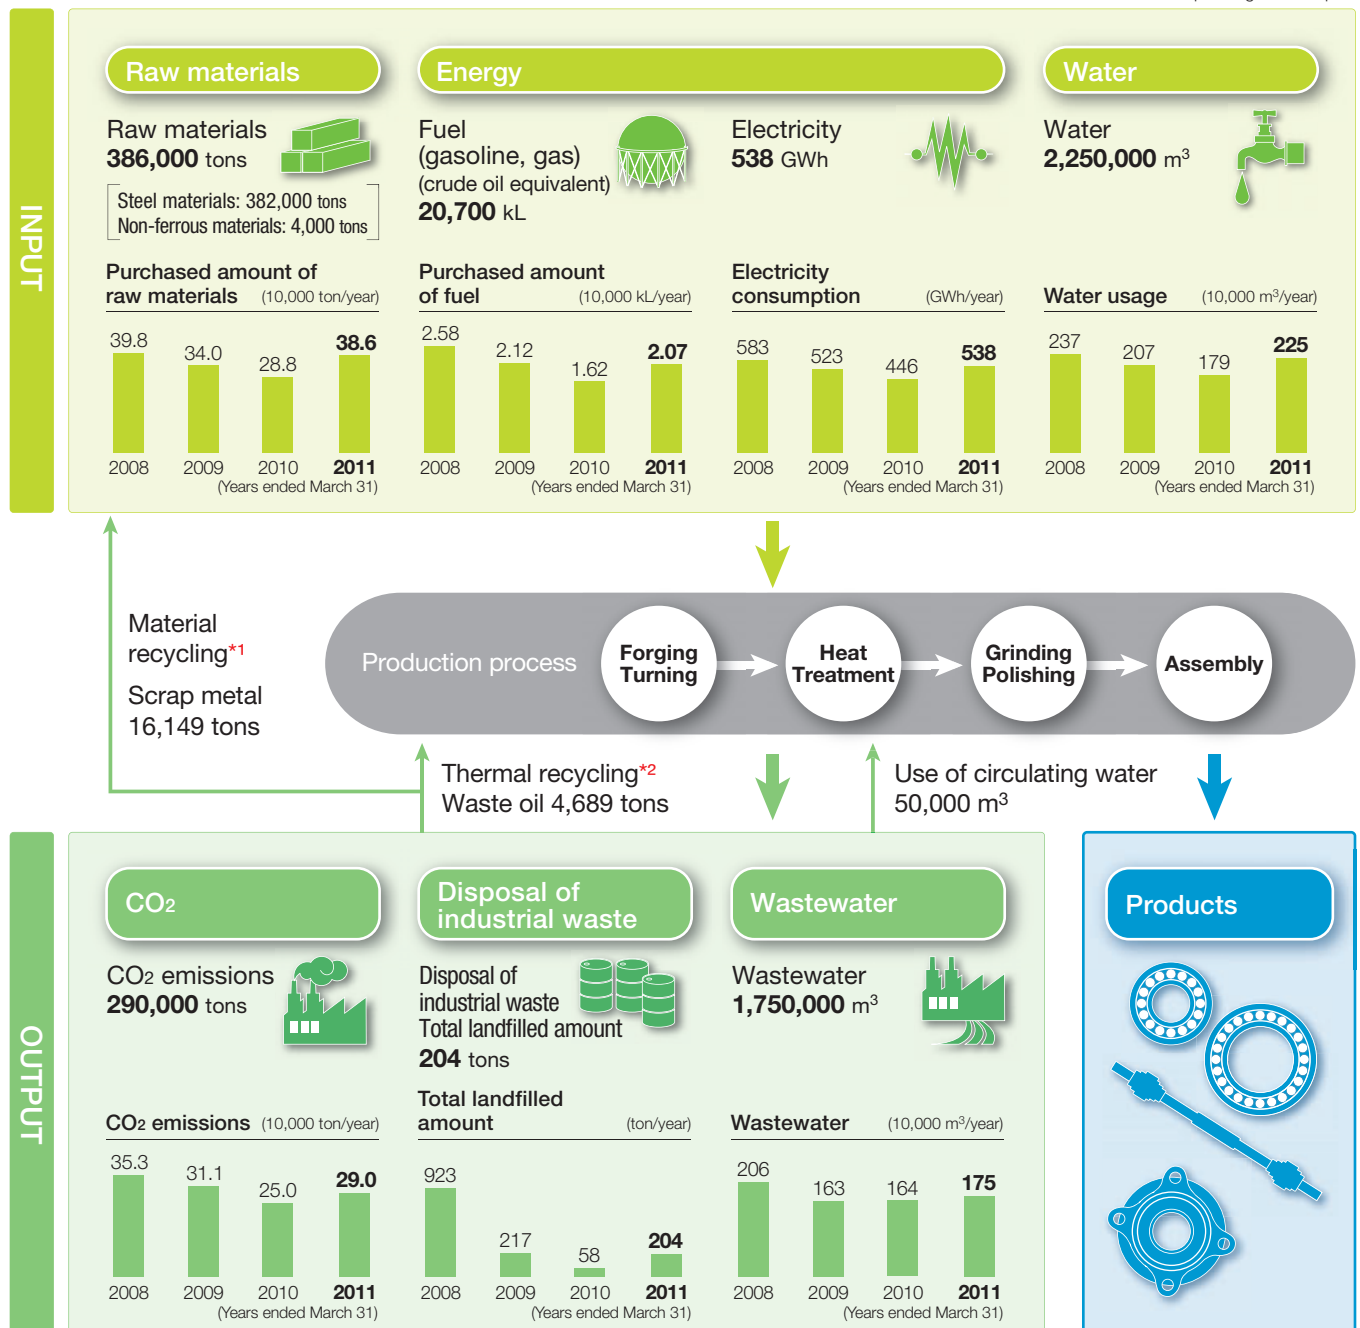 INPUT
Raw materials
Energy
Water
Raw materials
386,000 tons
Steel materials: 382,000 tons
Non-ferrous materials: 4,000 tons
Fuel
(gasoline, gas)
(crude oil equivalent)
20,700 kL
Electricity
538 GWh
Water
2,250,000 m³
Purchased amount of
raw materials (10,000 ton/year)
39.8
34.0
28.8
38.6
2008 2009 2010 2011
(Years ended March 31)
Purchased amount
of fuel (10,000 kL/year)
2.58
2.12
1.62
2.07
2008 2009 2010 2011
(Years ended March 31)
Electricity
consumption (GWh/year)
583
523
446
538
2008 2009 2010 2011
(Years ended March 31)
Water usage (10,000 m³/year)
237
207
179
225
2008 2009 2010 2011
(Years ended March 31)
Material
recycling*1
Scrap metal
16,149 tons
Production process
Forging
Turning
Heat
Treatment
Grinding
Polishing
Assembly
Thermal recycling*2
Waste oil 4,689 tons
Use of circulating water
50,000 m³
OUTPUT
CO2
Disposal of
industrial waste
Wastewater
Products
CO2 emissions
290,000 tons
Disposal of
industrial waste
Total landfilled amount
204 tons
Wastewater
1,750,000 m³
CO2 emissions (10,000 ton/year)
35.3
31.1
25.0
29.0
2008 2009 2010 2011
(Years ended March 31)
Total landfilled
amount (ton/year)
923
217
58
204
2008 2009 2010 2011
(Years ended March 31)
Wastewater (10,000 m³/year)
206
163
164
175
2008 2009 2010 2011
(Years ended March 31)